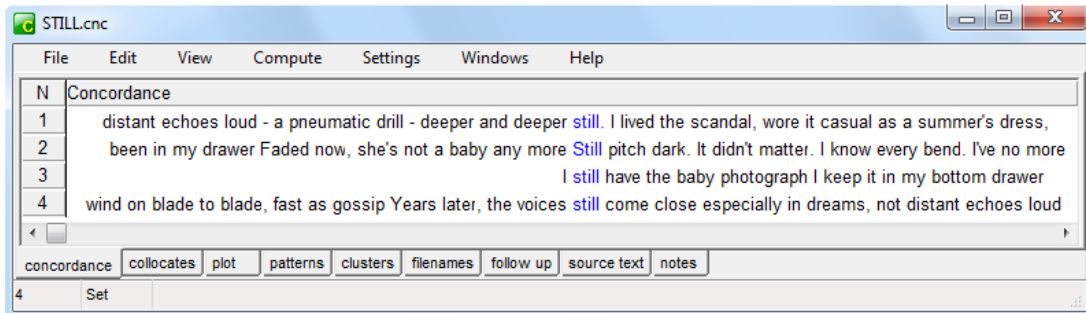 STILL.cnc
File Edit View Compute Settings Windows Help
N Concordance
1 distant echoes loud - a pneumatic drill - deeper and deeper still. I lived the scandal, wore it casual as a summer's dress,
2 been in my drawer Faded now, she's not a baby any more Still pitch dark. It didn't matter. I know every bend. I've no more
3 I still have the baby photograph I keep it in my bottom drawer
4 wind on blade to blade, fast as gossip Years later, the voices still come close especially in dreams, not distant echoes loud
concordance collocates plot patterns clusters filenames follow up source text notes
4 Set